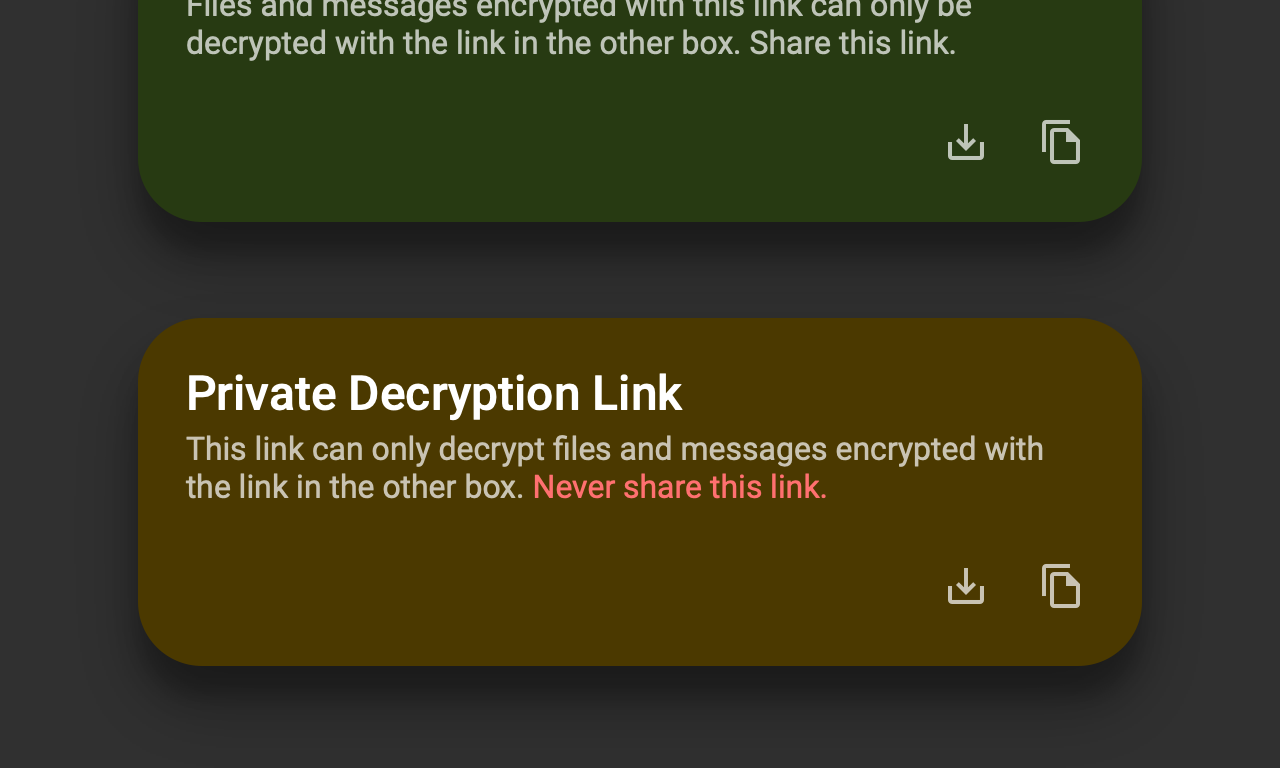 Files and messages encrypted with this link can only be
decrypted with the link in the other box. Share this link.
Private Decryption Link
This link can only decrypt files and messages encrypted with
the link in the other box. Never share this link.